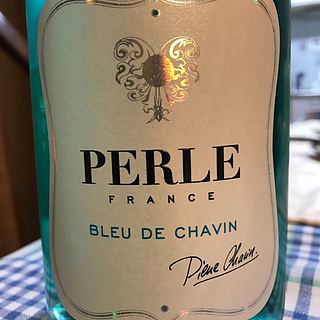 PERLE
FRANCE
BLEU DE CHAVIN
Pierre Chavin